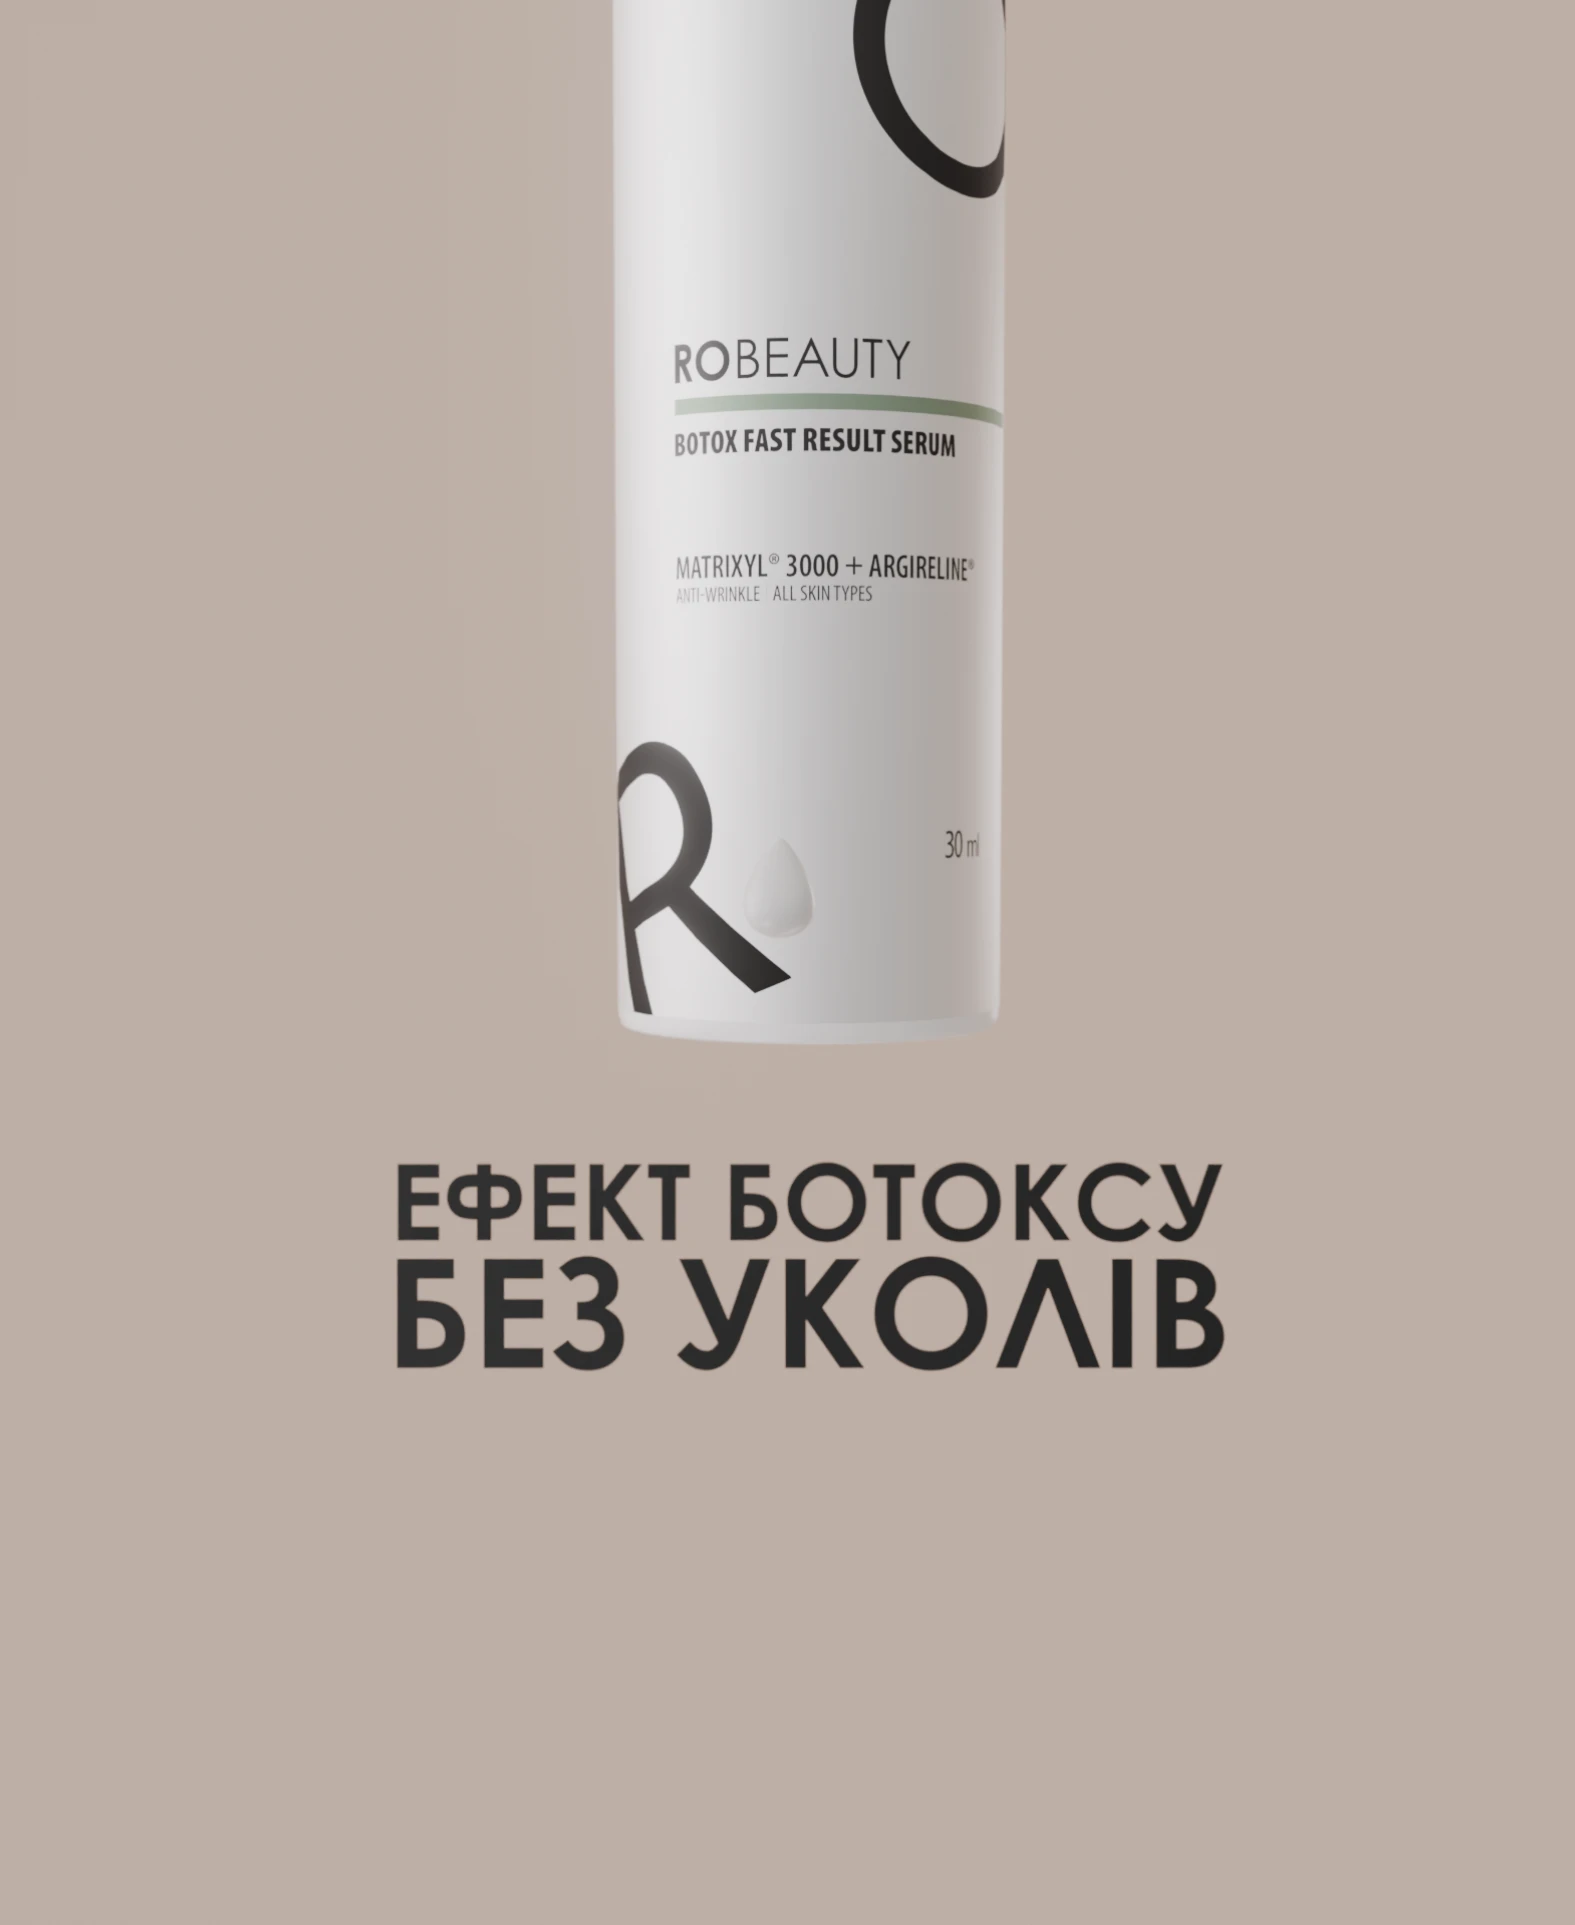 ROBEAUTY
BOTOX FAST RESULT SERUM
MATRIXYL® 3000 + ARGIRELINE®
ANTI-WRINKLE ALL SKIN TYPES
30 ml
R
ЕФЕКТ БОТОКСУ
БЕЗ УКОЛІВ